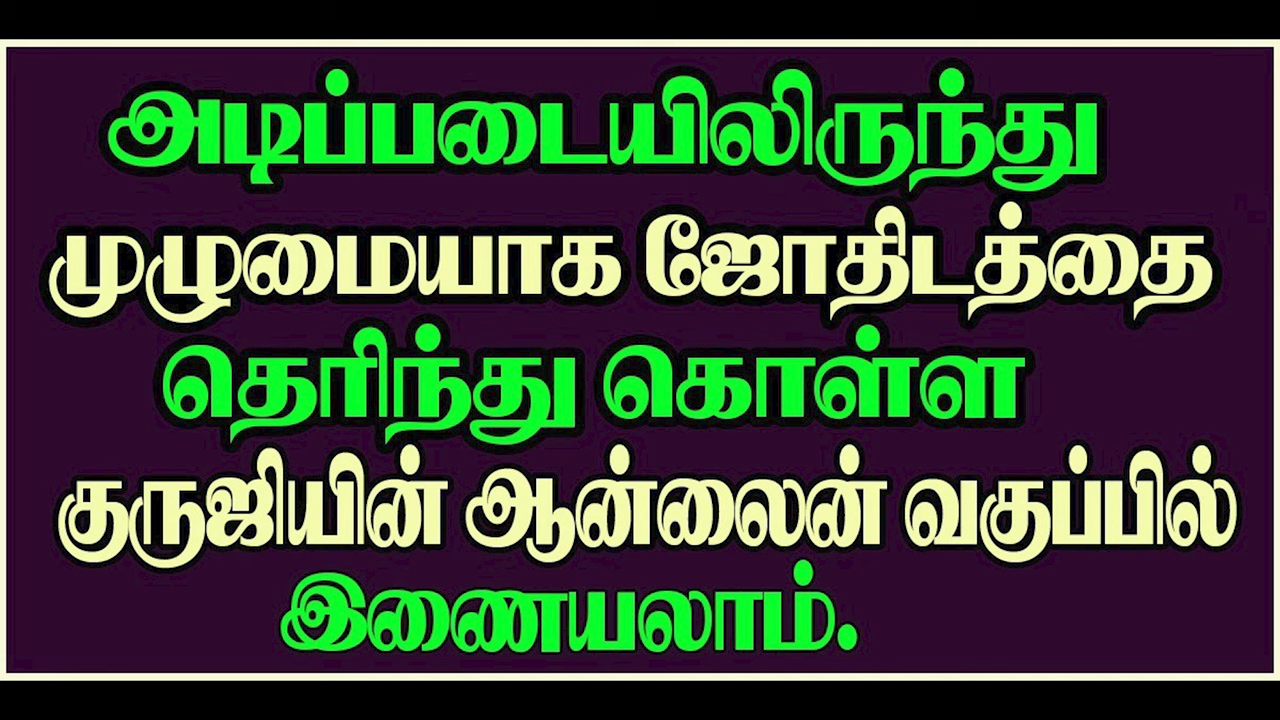 அடிப்படையிலிருந்து
முழுமையாக ஜோதிடத்தை
தெரிந்து கொள்ள
குருஜியின் ஆன்லைன் வகுப்பில்
இணையலாம்.